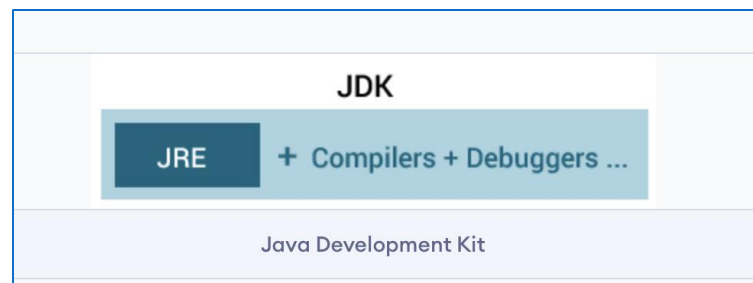 JDK
JRE + Compilers + Debuggers ...
Java Development Kit